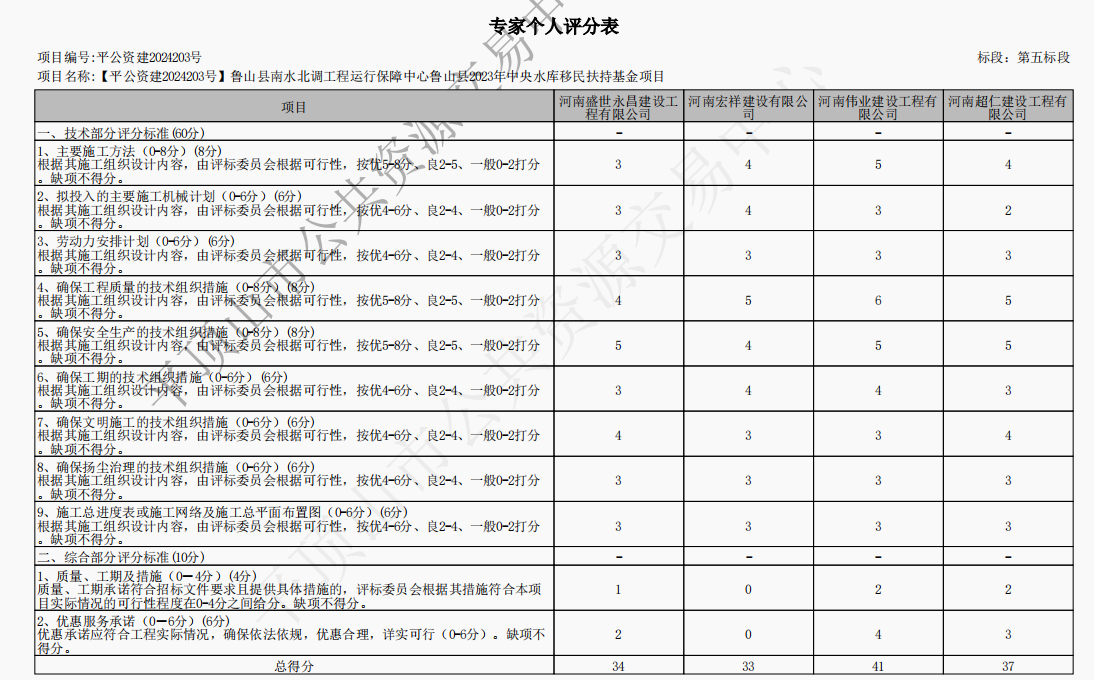 专家个人评分表
项目编号:平公资建2024203号
标段：第五标段
项目名称:【平公资建2024203号】鲁山县南水北调工程运行保障中心鲁山县2023年中央水库移民扶持基金项目
项目 河南盛世永昌建设工程有限公司 河南宏祥建设有限公司 河南伟业建设工程有限公司 河南超仁建设工程有限公司
一、技术部分评分标准(60分) - - - -
1、主要施工方法（0-8分）(8分)
根据其施工组织设计内容，由评标委员会根据可行性，按优5-8分、良2-5、一般0-2打分 3 4 5 4
。缺项不得分。
2、拟投入的主要施工机械计划（0-6分）(6分)
根据其施工组织设计内容，由评标委员会根据可行性，按优4-6分、良2-4、一般0-2打分 3 4 3 2
。缺项不得分。
3、劳动力安排计划（0-6分）(6分)
根据其施工组织设计内容，由评标委员会根据可行性，按优4-6分、良2-4、一般0-2打分 3 3 3 3
。缺项不得分。
4、确保工程质量的技术组织措施（0-8分）(8分)
根据其施工组织设计内容，由评标委员会根据可行性，按优5-8分、良2-5、一般0-2打分 4 5 6 5
。缺项不得分。
5、确保安全生产的技术组织措施（0-8分）(8分)
根据其施工组织设计内容，由评标委员会根据可行性，按优5-8分、良2-5、一般0-2打分 5 4 5 5
。缺项不得分。
6、确保工期的技术组织措施（0-6分）(6分)
根据其施工组织设计内容，由评标委员会根据可行性，按优4-6分、良2-4、一般0-2打分 3 4 4 3
。缺项不得分。
7、确保文明施工的技术组织措施（0-6分）(6分)
根据其施工组织设计内容，由评标委员会根据可行性，按优4-6分、良2-4、一般0-2打分 4 3 3 4
。缺项不得分。
8、确保扬尘治理的技术组织措施（0-6分）(6分)
根据其施工组织设计内容，由评标委员会根据可行性，按优4-6分、良2-4、一般0-2打分 3 3 3 3
。缺项不得分。
9、施工总进度表或施工网络及施工总平面布置图（0-6分）(6分)
根据其施工组织设计内容，由评标委员会根据可行性，按优4-6分、良2-4、一般0-2打分 3 3 3 3
。缺项不得分。
二、综合部分评分标准(10分) - - - -
1、质量、工期及措施（0－4分）(4分)
质量、工期承诺符合招标文件要求且提供具体措施的，评标委员会根据其措施符合本项 1 0 2 2
目实际情况的可行性程度在0-4分之间给分。缺项不得分。
2、优惠服务承诺（0－6分）(6分)
优惠承诺应符合工程实际情况，确保依法依规，优惠合理，详实可行（0-6分）。缺项不 2 0 4 3
得分。
总得分 34 33 41 37
平顶山市公共资源交易中
平顶山市公共资源交易中心